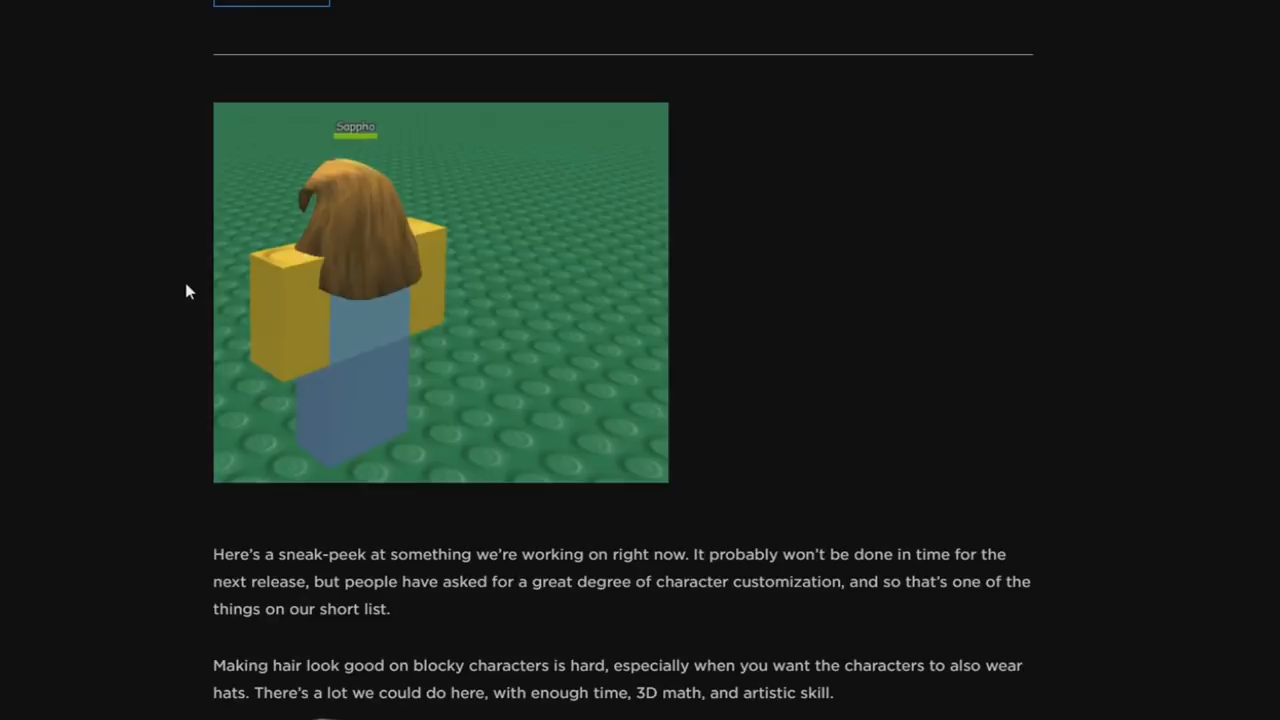 Sappho
Here's a sneak-peek at something we're working on right now. It probably won't be done in time for the
next release, but people have asked for a great degree of character customization, and so that's one of the
things on our short list.
Making hair look good on blocky characters is hard, especially when you want the characters to also wear
hats. There's a lot we could do here, with enough time, 3D math, and artistic skill.